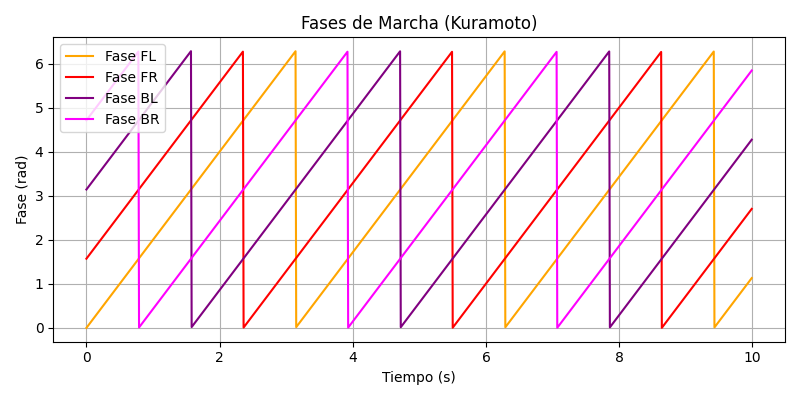 Fases de Marcha (Kuramoto)
Fase FL
Fase FR
Fase BL
Fase BR
Fase (rad)
6
5
4
3
2
1
0
0 2 4 6 8 10
Tiempo (s)